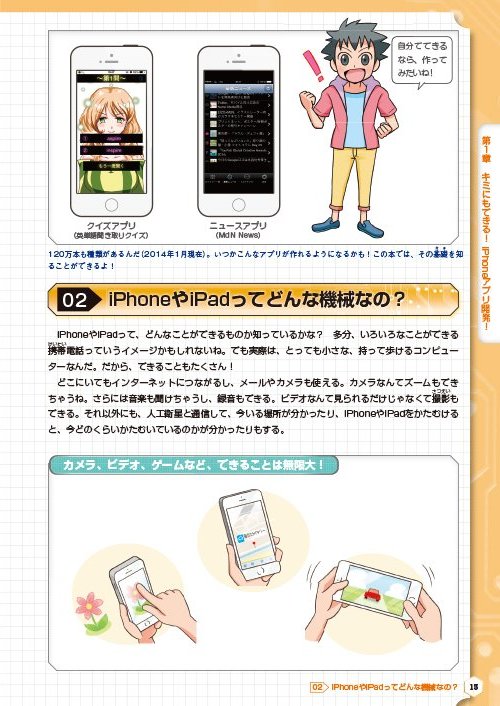 自分でできる
なら、作って
みたいね!
〜第1問〜
1
inspire
2
aspire
もう一度聞く
クイズアプリ
(英単語聞き取りクイズ)
ニュースアプリ
(MdN News)
120万本も種類があるんだ(2014年1月現在)。いつかこんなアプリが作れるようになるかも!この本では、その基礎を知
ることができるよ!
第1章 キミにもできる! iPhoneアプリ開発!
02 iPhoneやiPadってどんな機械なの?
iPhoneやiPadって、どんなことができるものか知っているかな? 多分、いろいろなことができる
携帯電話っていうイメージかもしれないね。でも実際は、とっても小さな、持って歩けるコンピュー
ターなんだ。だから、できることもたくさん!
どこにいてもインターネットにつながるし、メールやカメラも使える。カメラなんてズームもでき
ちゃうね。さらには音楽も聞けちゃうし、録音もできる。ビデオなんて見られるだけじゃなくて撮影も
できる。それ以外にも、人工衛星と通信して、今いる場所が分かったり、iPhoneやiPadをかたむける
と、今どのくらいかたむいているのかが分かったりもする。
カメラ、ビデオ、ゲームなど、できることは無限大!
02 iPhoneやiPadってどんな機械なの? 15